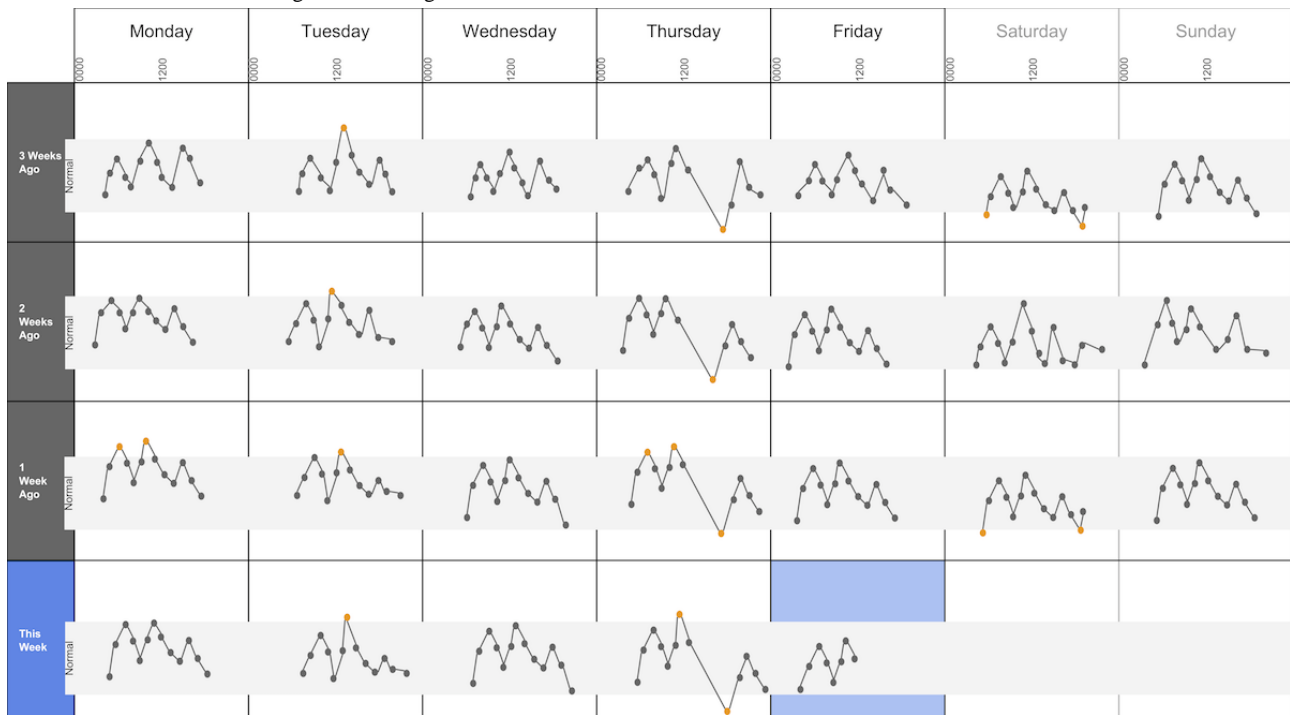 Monday Tuesday Wednesday Thursday Friday Saturday Sunday
0000 1200 0000 1200 0000 1200 0000 1200 0000 1200 0000 1200 0000 1200
3 Weeks
Ago
Normal
2
Weeks
Ago
Normal
1
Week
Ago
Normal
This
Week
Normal